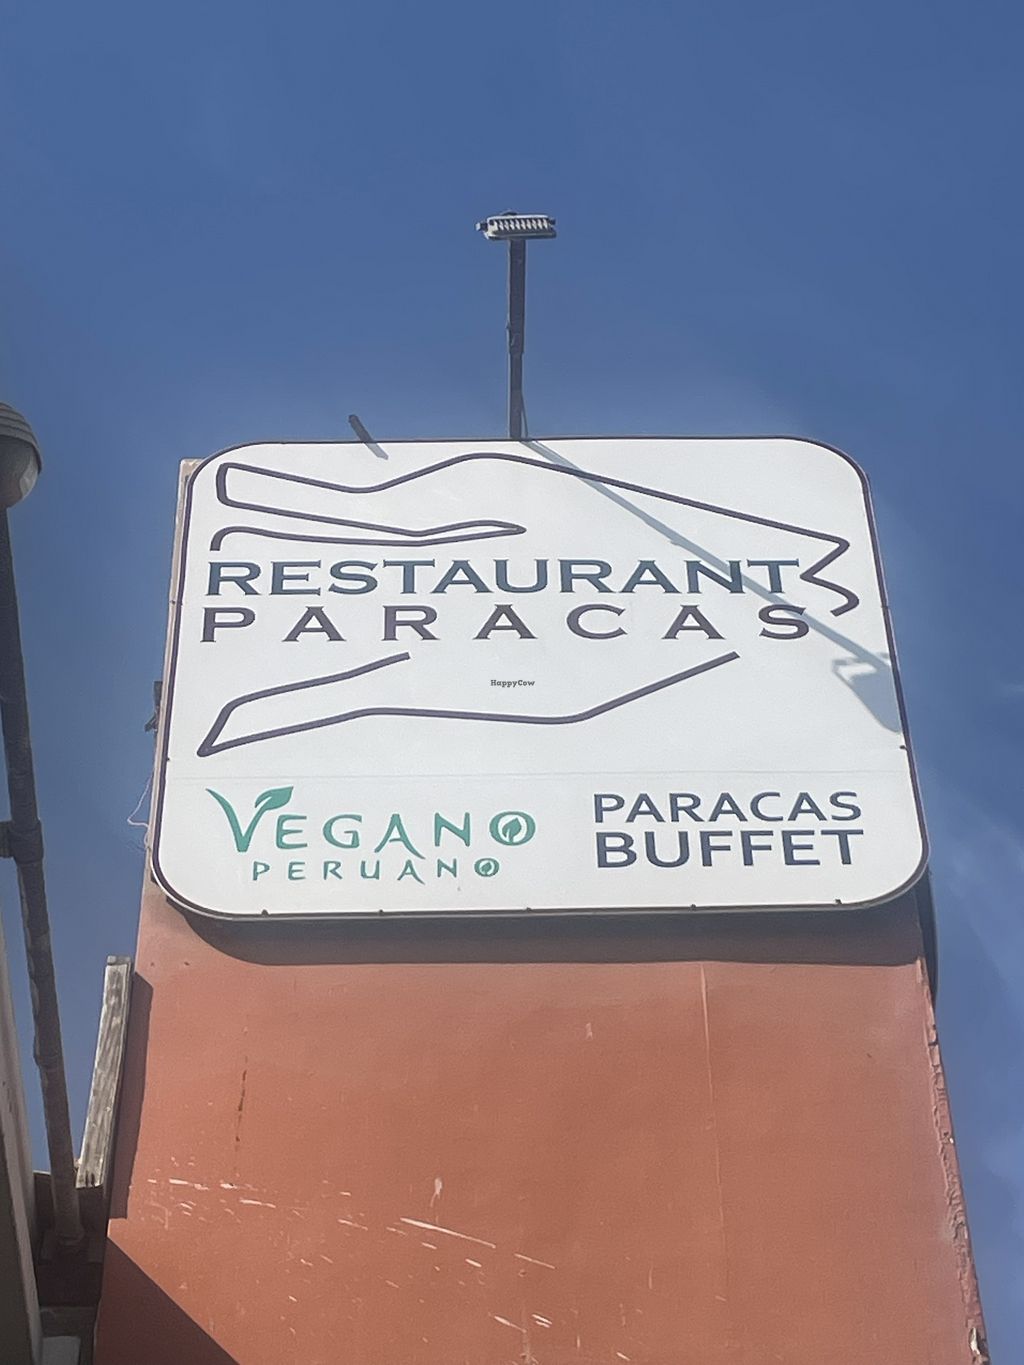 RESTAURANT
PARACAS
HappyCow
VEGANO
PERUANO
PARACAS
BUFFET